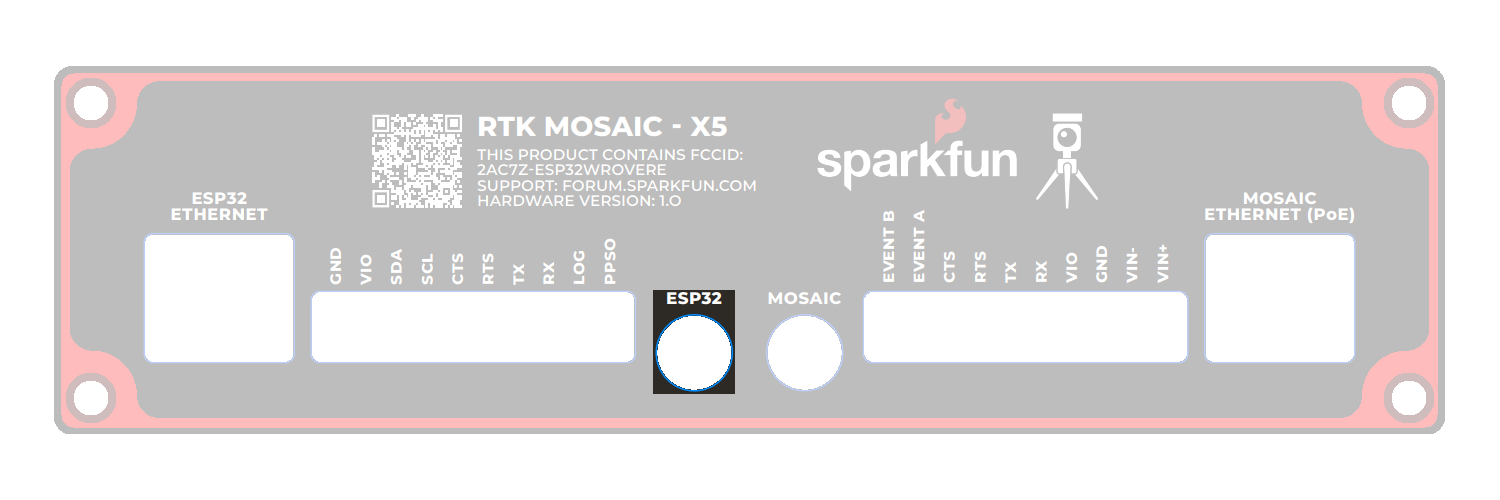 RTK MOSAIC - X5
THIS PRODUCT CONTAINS FCCID:
2AC7Z-ESP32WROVERE
SUPPORT: FORUM.SPARKFUN.COM
HARDWARE VERSION: 1.0
sparkfun
ESP32
ETHERNET
GND
VIO
SDA
SCL
CTS
RTS
TX
RX
LOG
PPSO
ESP32
MOSAIC
EVENT B
EVENT A
CTS
RTS
TX
RX
VIO
GND
VIN-
VIN+
MOSAIC
ETHERNET (PoE)